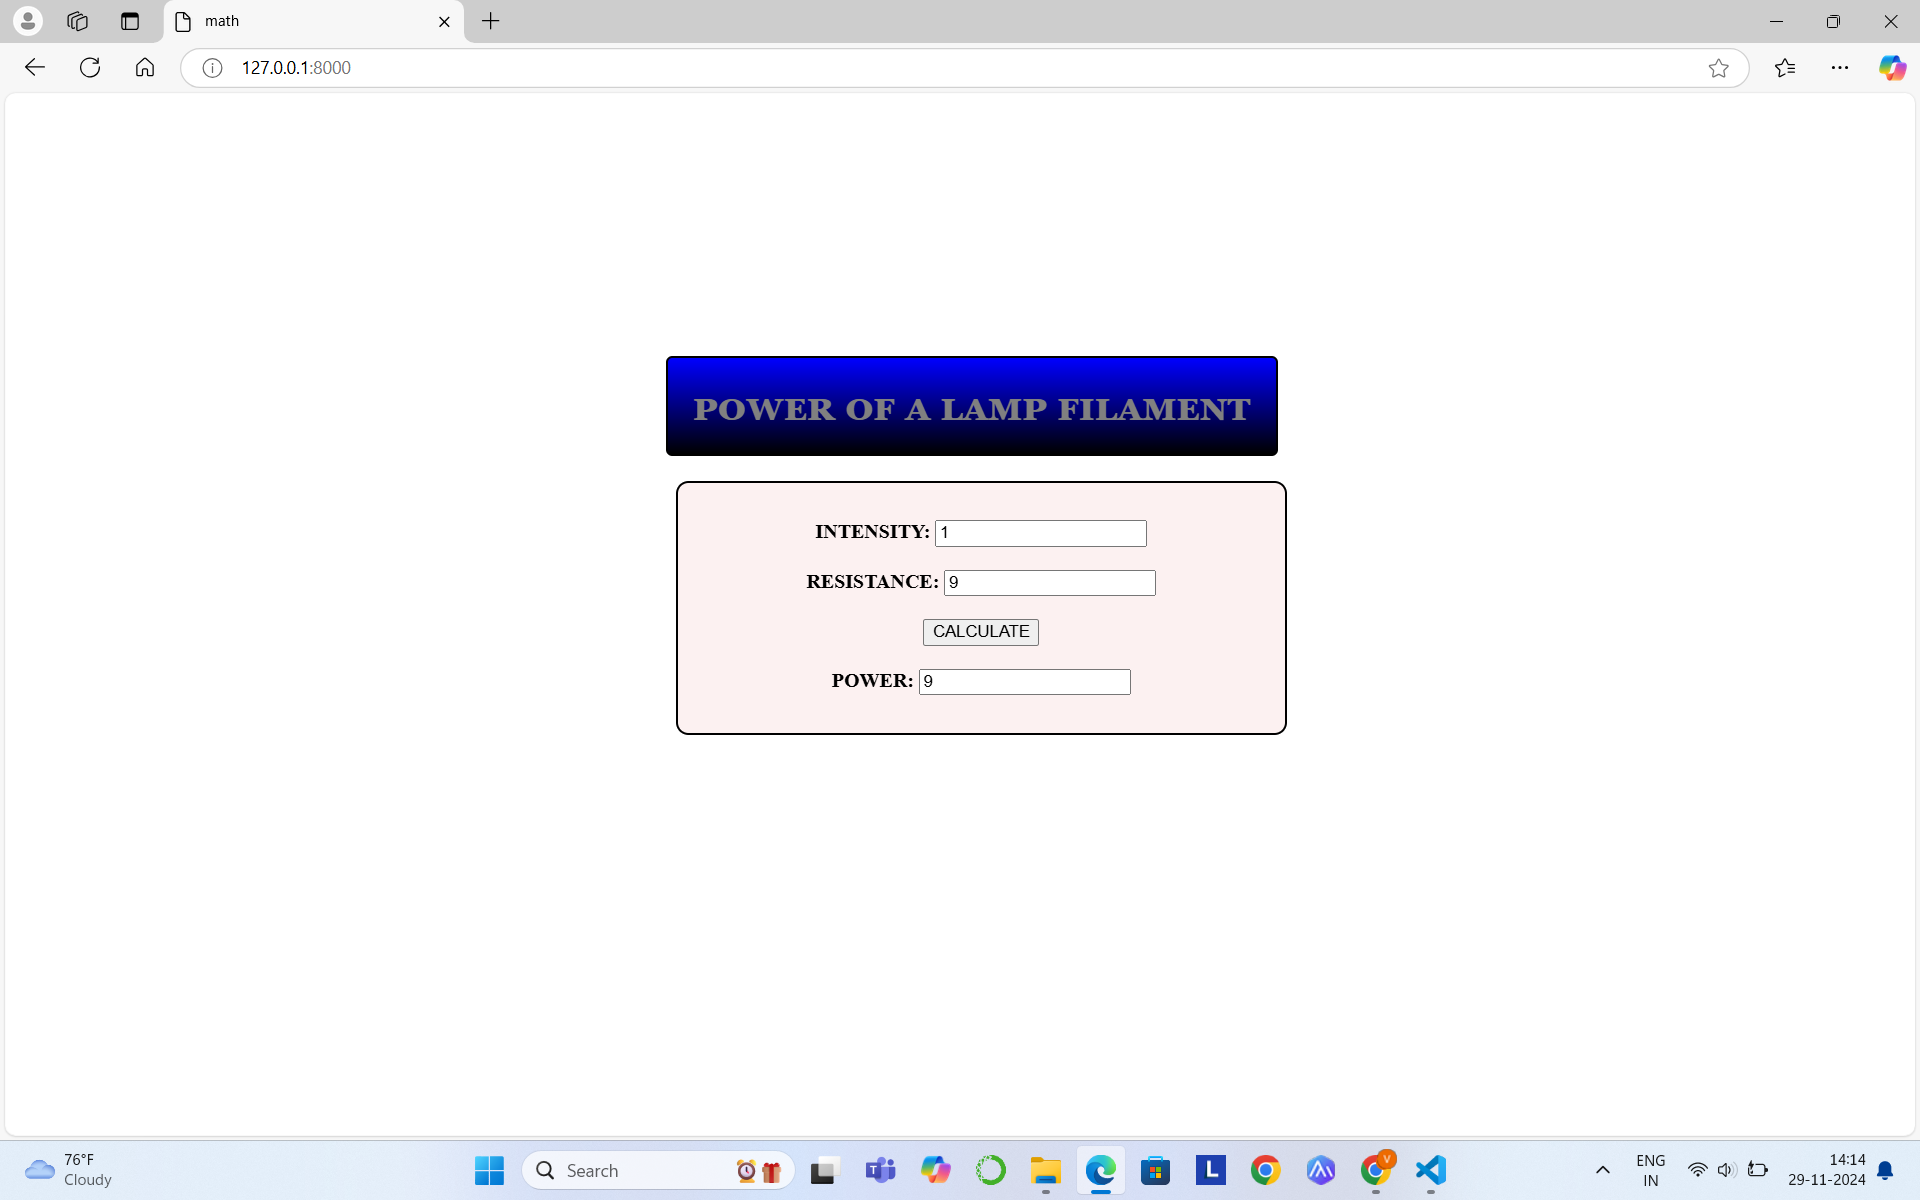 math
127.0.0.1:8000
POWER OF A LAMP FILAMENT
INTENSITY: 1
RESISTANCE: 9
CALCULATE
POWER: 9
76°F
Cloudy
Search
T
L
V
ENG
IN
14:14
29-11-2024